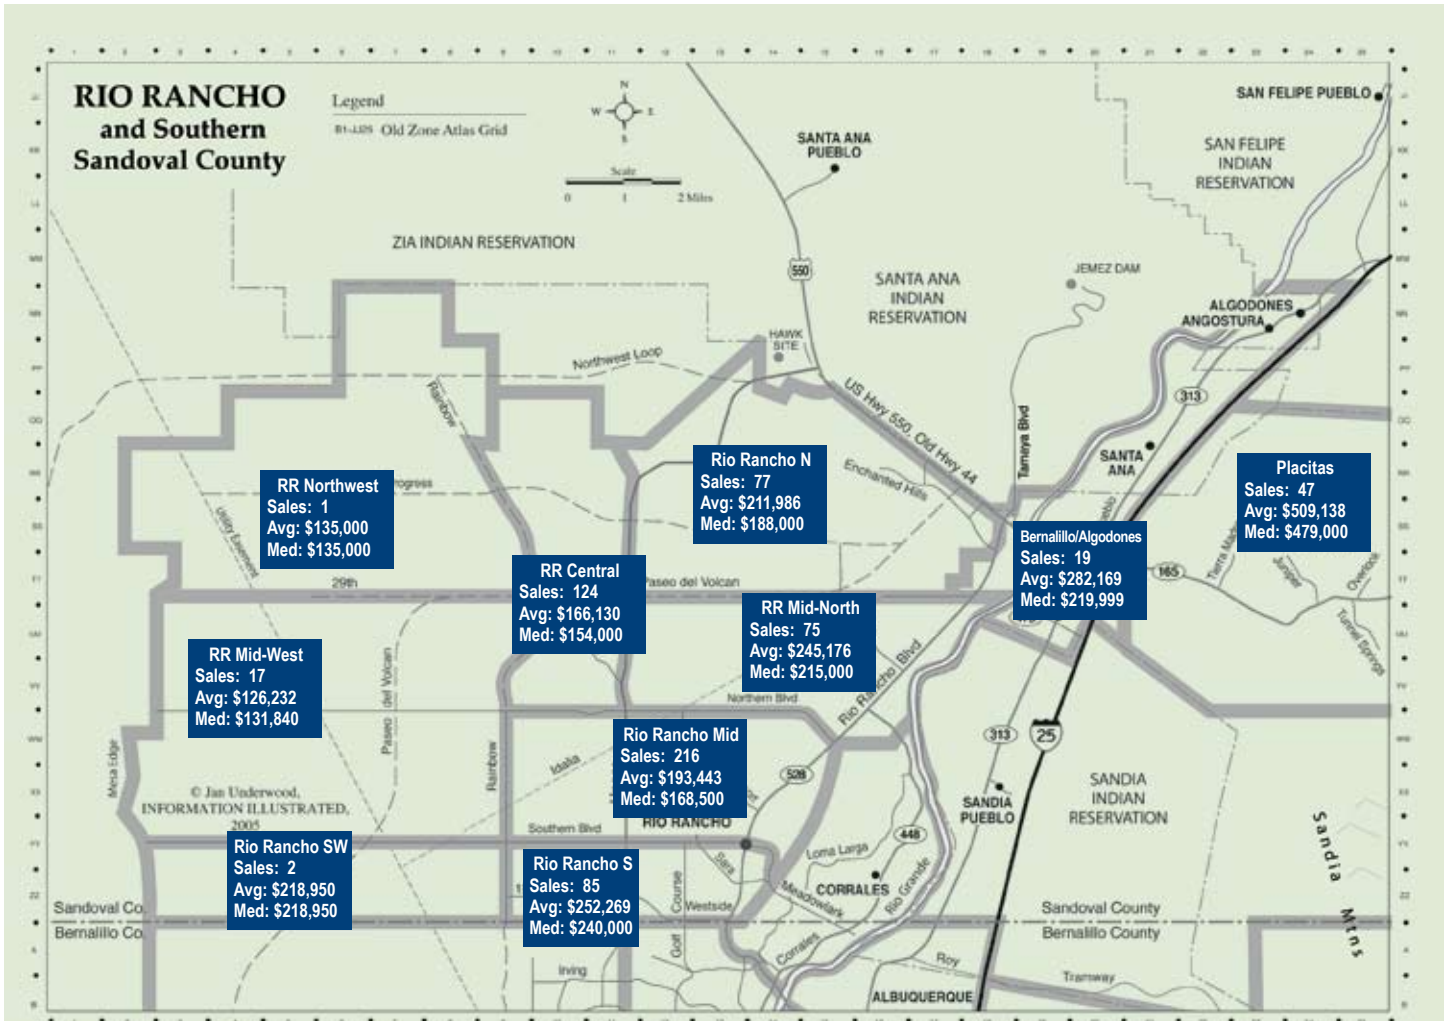 RIO RANCHO
and Southern
Sandoval County
Legend
B1-JJ25 Old Zone Atlas Grid
N
W E
S
Scale
0 1 2 Miles
SANTA ANA
PUEBLO
SAN FELIPE PUEBLO
SAN FELIPE
INDIAN
RESERVATION
ZIA INDIAN RESERVATION
550
SANTA ANA
INDIAN
RESERVATION
JEMEZ DAM
ALGODONES
ANGOSTURA
HAWK
SITE
Northwest Loop
Rainbow
US Hwy 550, Old Hwy 44
313
Tamaya Blvd
SANTA
ANA
Enchanted Hills
Rio Rancho N
Sales: 77
Avg: $211,986
Med: $188,000
Placitas
Sales: 47
Avg: $509,138
Med: $479,000
RR Northwest
Sales: 1
Avg: $135,000
Med: $135,000
Utility Easement
Bernalillo/Algodones
Sales: 19
Avg: $282,169
Med: $219,999
165
Juniper
Overlook
Tunnel Springs
29th
RR Central
Sales: 124
Avg: $166,130
Med: $154,000
Paseo del Volcan
RR Mid-North
Sales: 75
Avg: $245,176
Med: $215,000
RR Mid-West
Sales: 17
Avg: $126,232
Med: $131,840
Paseo del Volcan
Northern Blvd
Rio Rancho Blvd
Rio Rancho Mid
Sales: 216
Avg: $193,443
Med: $168,500
Mesa Edge
Rainbow
Idalia
528
313
25
SANDIA
PUEBLO
SANDIA
INDIAN
RESERVATION
© Jan Underwood,
INFORMATION ILLUSTRATED,
2005
RIO RANCHO
Southern Blvd
448
Loma Larga
Sandia Mtns
Rio Rancho SW
Sales: 2
Avg: $218,950
Med: $218,950
Rio Rancho S
Sales: 85
Avg: $252,269
Med: $240,000
Sara
Meadowlark
CORRALES
Rio Grande
Golf Course
Westside
Sandoval Co.
Bernalillo Co.
Sandoval County
Bernalillo County
Corrales
Irving
Roy
Tramway
ALBUQUERQUE